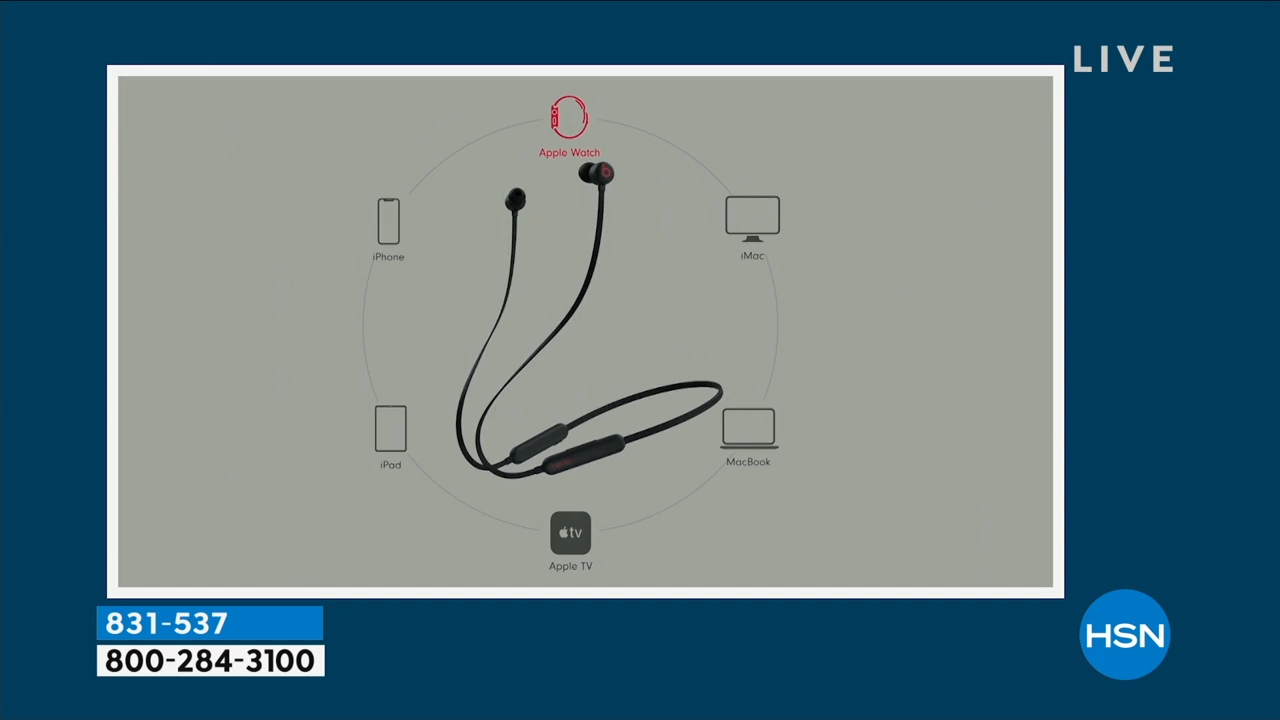 LIVE
Apple Watch
iPhone
iMac
iPad
MacBook
tv
Apple TV
831-537
800-284-3100
HSN